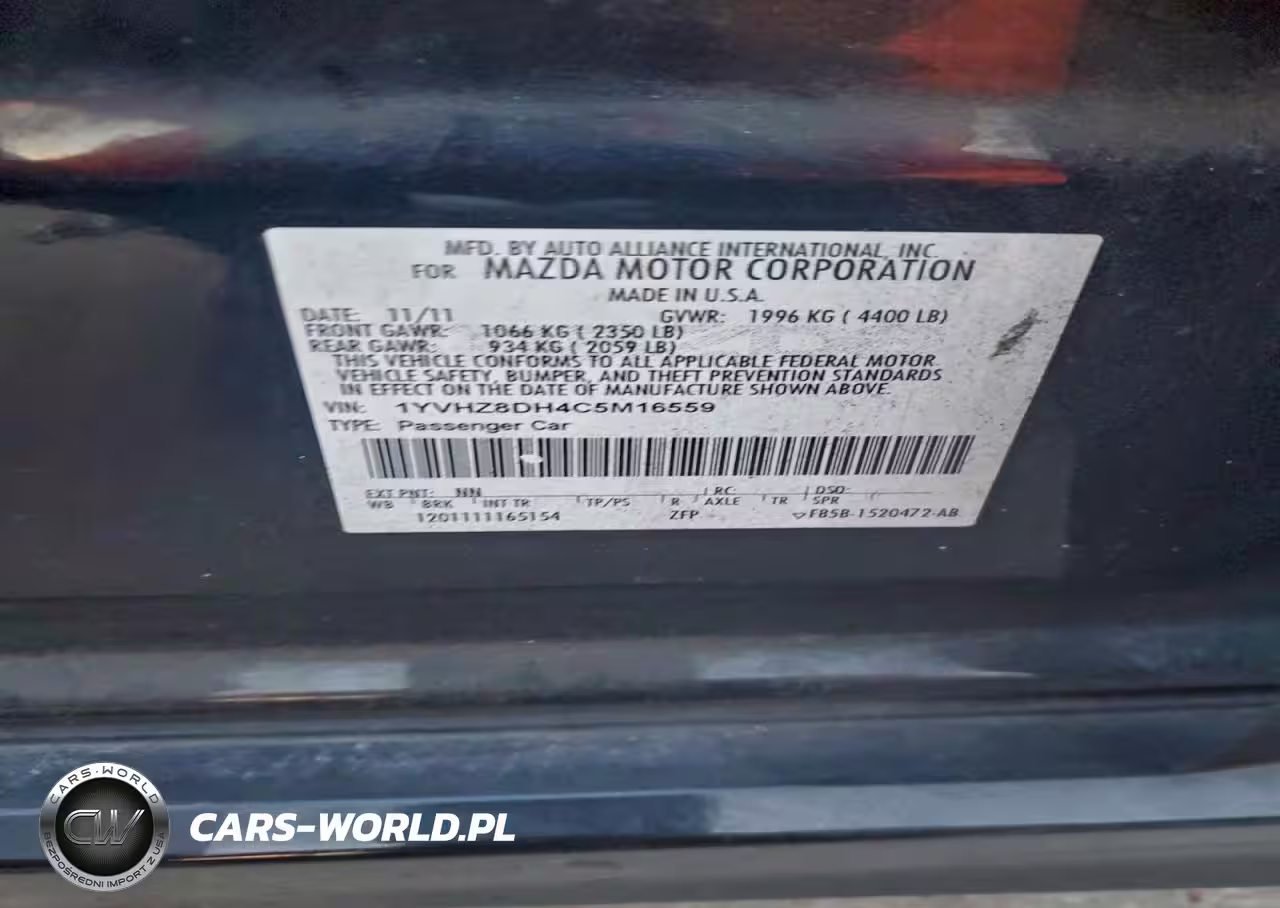 MFD. BY AUTO ALLIANCE INTERNATIONAL, INC.
FOR MAZDA MOTOR CORPORATION
MADE IN U.S.A.
DATE: 11/11 GVWR: 1996 KG ( 4400 LB)
FRONT GAWR: 1066 KG ( 2350 LB)
REAR GAWR: 934 KG ( 2059 LB)
THIS VEHICLE CONFORMS TO ALL APPLICABLE FEDERAL MOTOR
VEHICLE SAFETY, BUMPER, AND THEFT PREVENTION STANDARDS
IN EFFECT ON THE DATE OF MANUFACTURE SHOWN ABOVE.
VIN: 1YVHZ8DH4C5M16559
TYPE: Passenger Car
EXT PNT: NN RC: DSO:
WB BRK INT TR TP/PS R AXLE TR SPR
1201111165154 ZFP FB5B-1520472-AB
CARS-WORLD
CW
BEZPOŚREDNI IMPORT Z USA
CARS-WORLD.PL